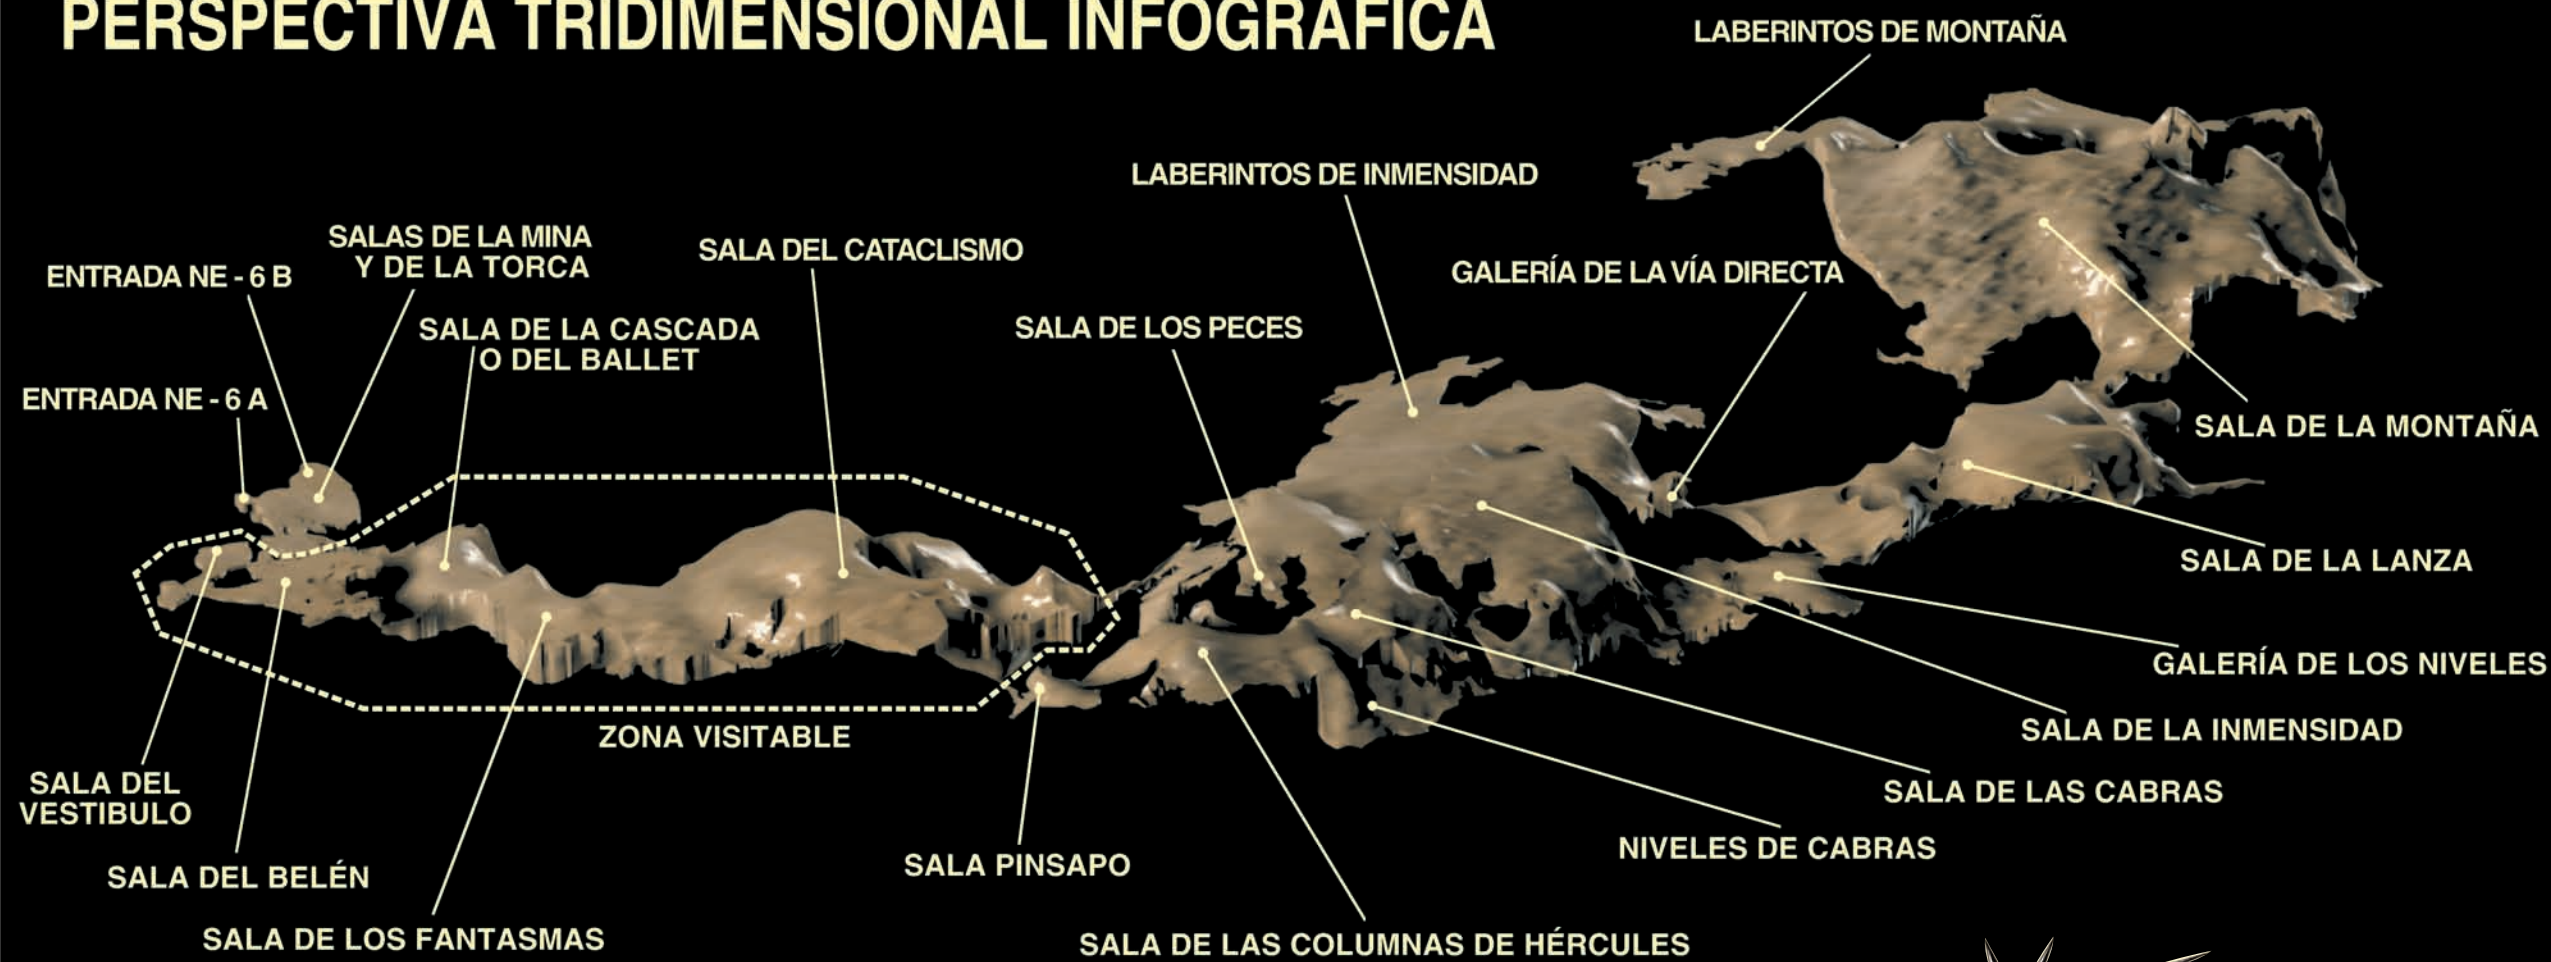 PERSPECTIVA TRIDIMENSIONAL INFOGRAFICA
LABERINTOS DE MONTAÑA
LABERINTOS DE INMENSIDAD
SALAS DE LA MINA
Y DE LA TORCA
SALA DEL CATACLISMO
ENTRADA NE - 6 B
GALERÍA DE LA VÍA DIRECTA
SALA DE LA CASCADA
O DEL BALLET
SALA DE LOS PECES
ENTRADA NE - 6 A
SALA DE LA MONTAÑA
SALA DE LA LANZA
GALERÍA DE LOS NIVELES
SALA DE LA INMENSIDAD
ZONA VISITABLE
SALA DEL
VESTIBULO
SALA DE LAS CABRAS
NIVELES DE CABRAS
SALA PINSAPO
SALA DEL BELÉN
SALA DE LOS FANTASMAS
SALA DE LAS COLUMNAS DE HÉRCULES